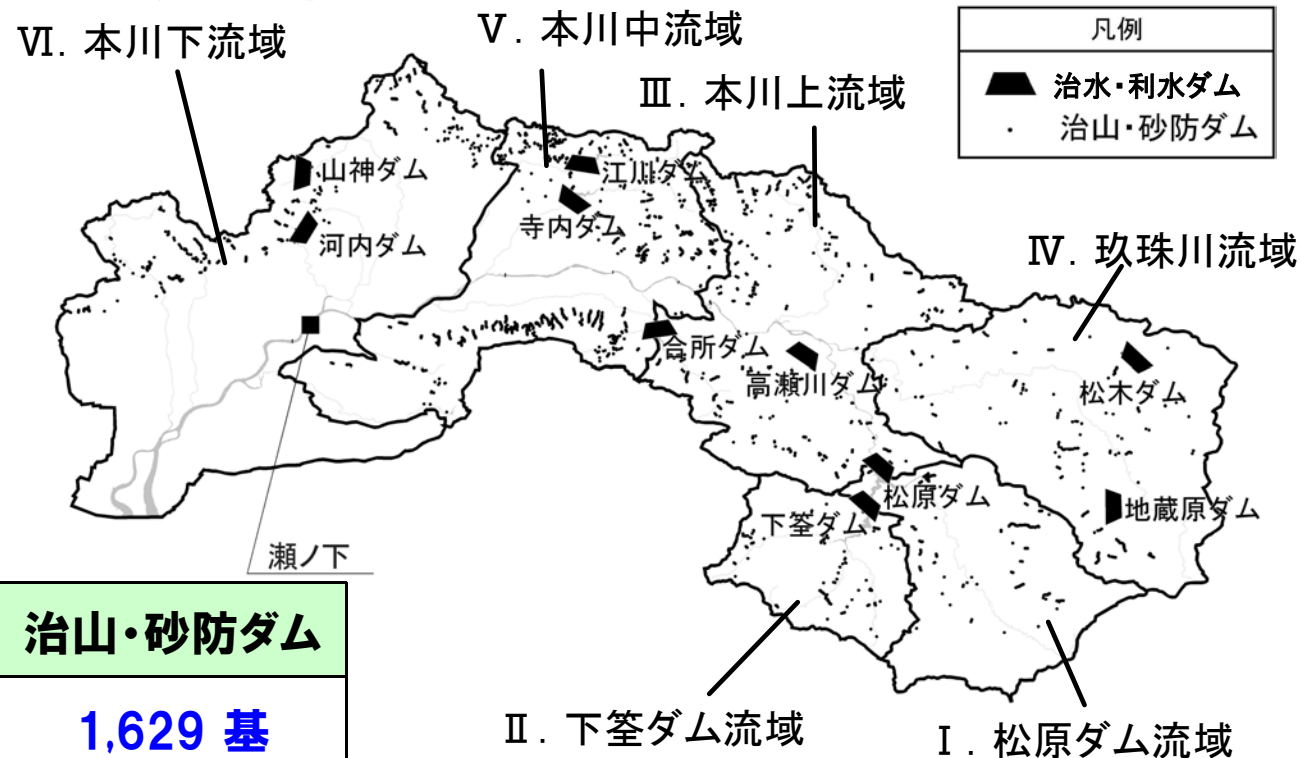 Ⅵ. 本川下流域
Ⅴ. 本川中流域
Ⅲ. 本川上流域
凡例
治水・利水ダム
治山・砂防ダム
山神ダム
江川ダム
河内ダム
寺内ダム
Ⅳ. 玖珠川流域
合所ダム
高瀬川ダム
松木ダム
松原ダム
下筌ダム
地蔵原ダム
瀬ノ下
治山・砂防ダム
1,629 基
Ⅱ. 下筌ダム流域
Ⅰ. 松原ダム流域